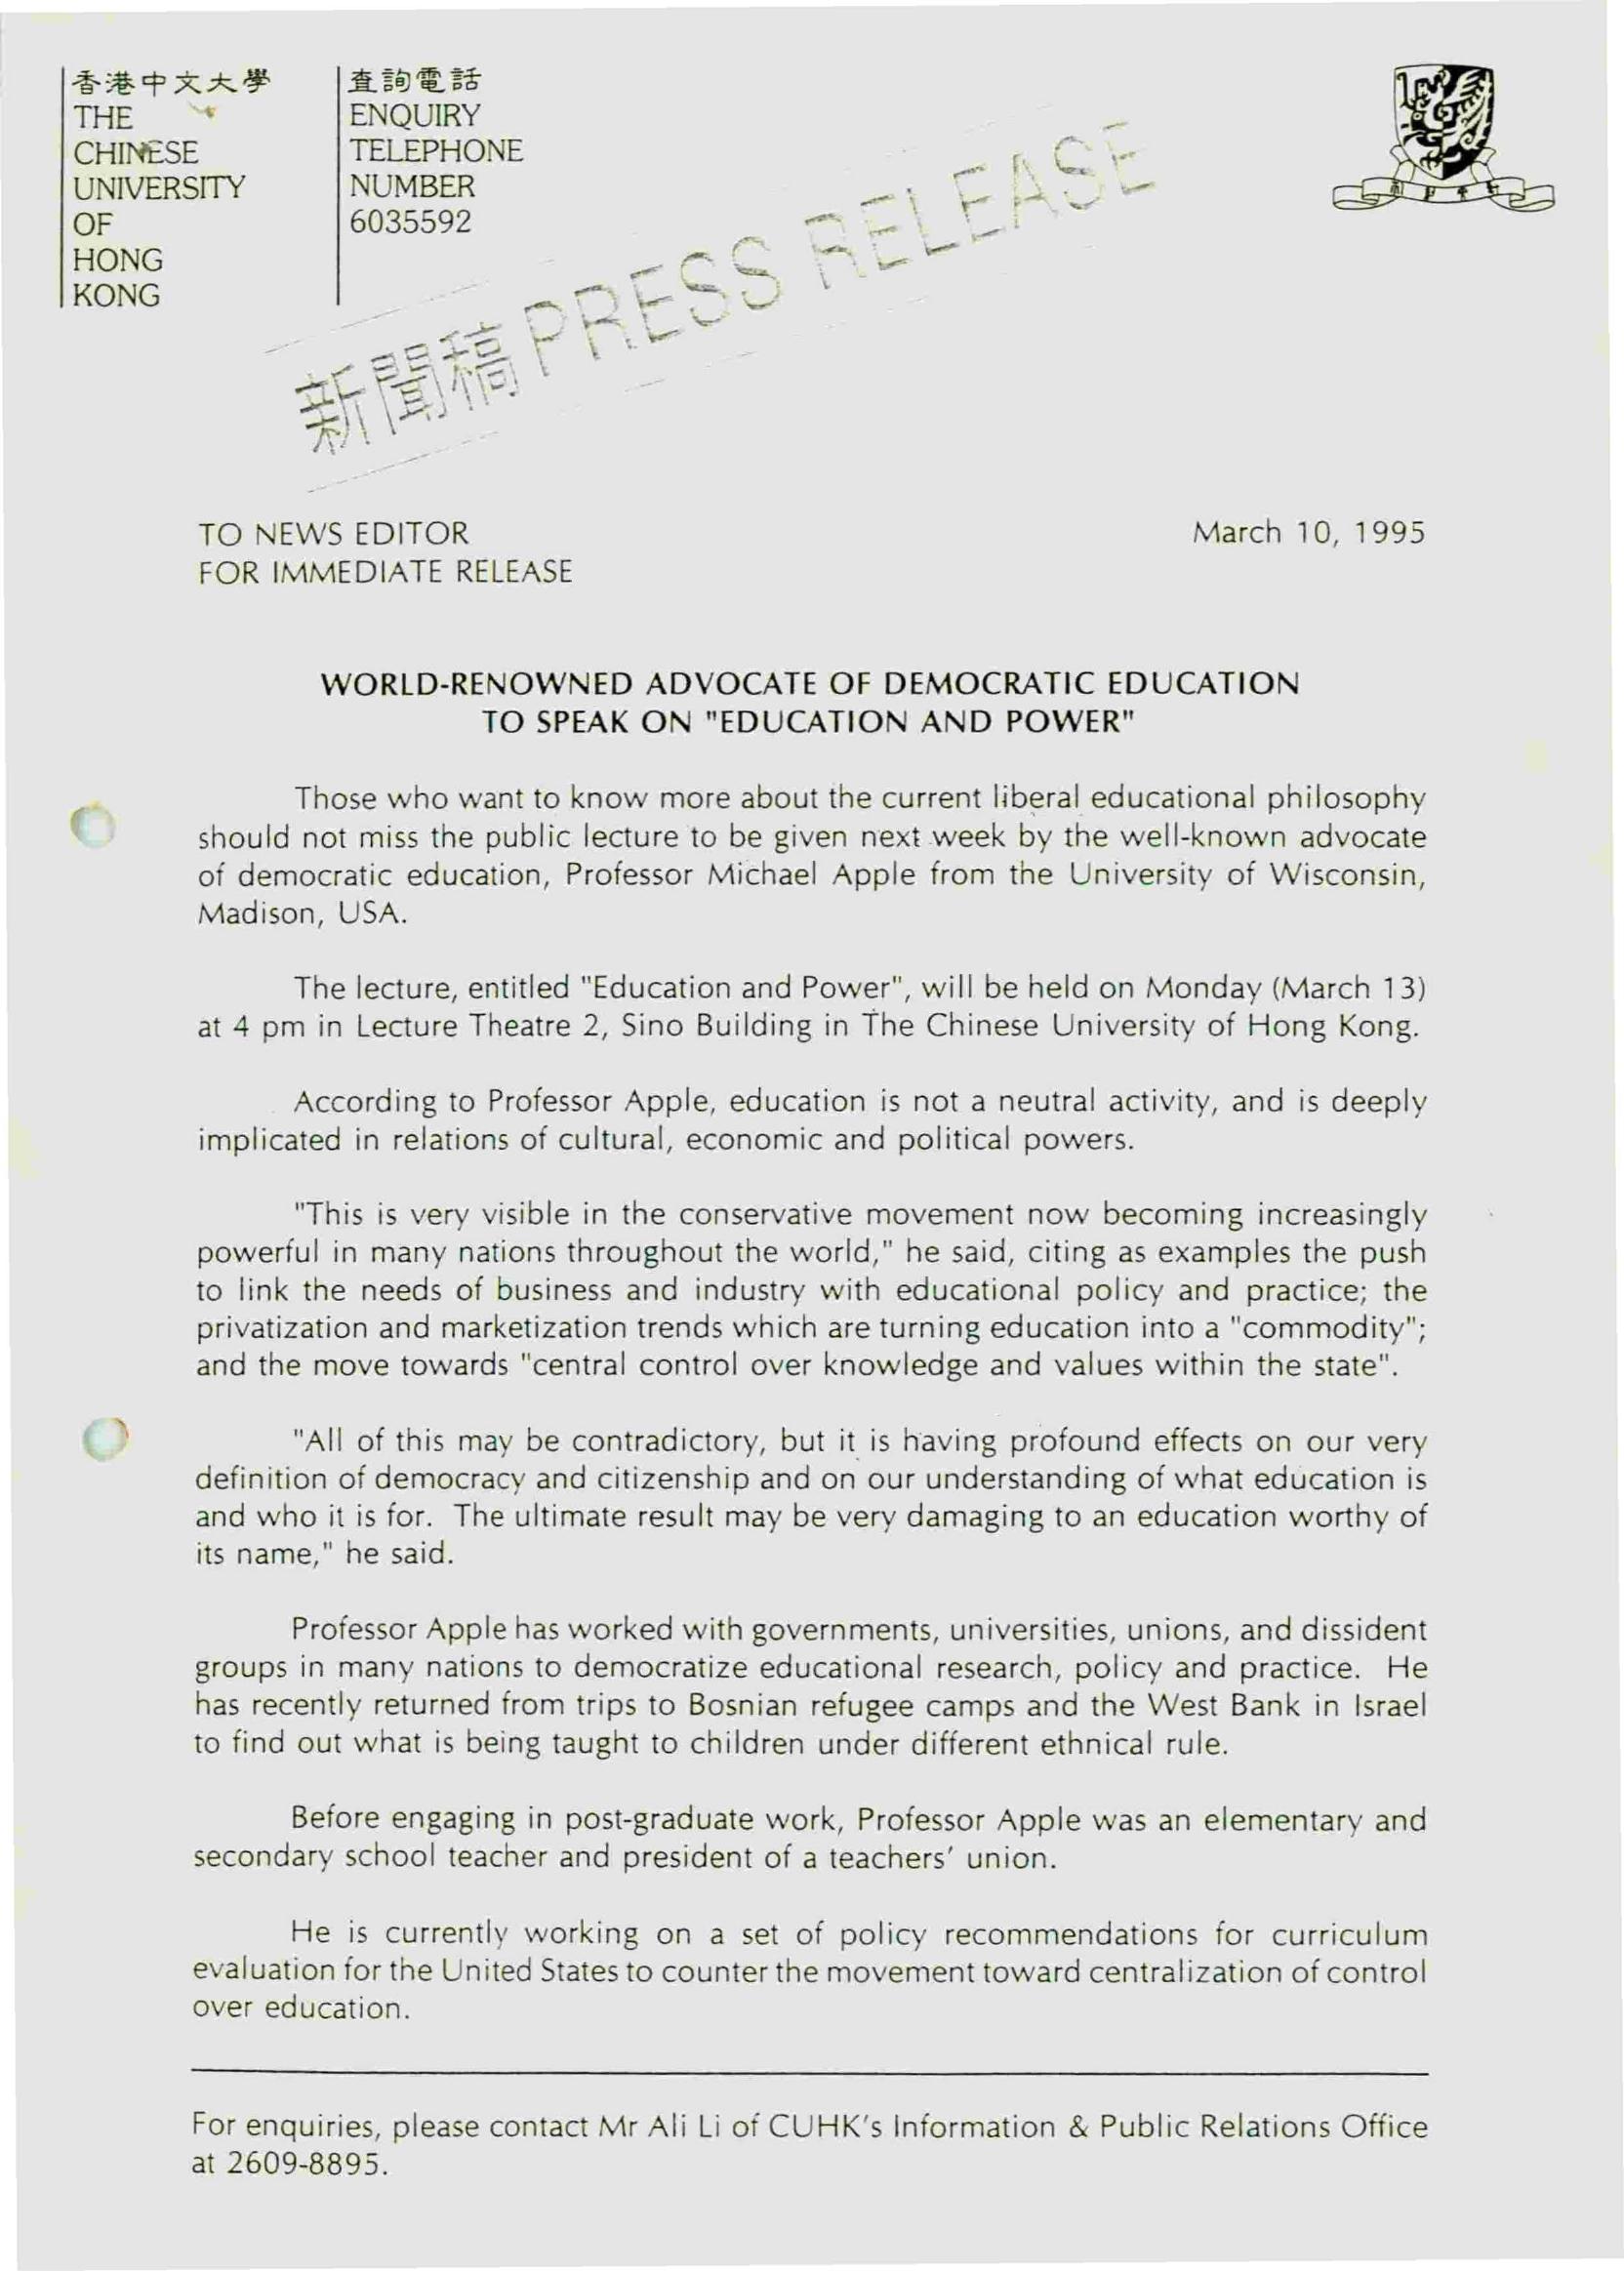 香港中文大學
THE
CHINESE
UNIVERSITY
OF
HONG
KONG
查詢電話
ENQUIRY
TELEPHONE
NUMBER
6035592
新聞稿 PRESS RELEASE
TO NEWS EDITOR
FOR IMMEDIATE RELEASE
March 10, 1995
WORLD-RENOWNED ADVOCATE OF DEMOCRATIC EDUCATION
TO SPEAK ON "EDUCATION AND POWER"
Those who want to know more about the current liberal educational philosophy
should not miss the public lecture to be given next week by the well-known advocate
of democratic education, Professor Michael Apple from the University of Wisconsin,
Madison, USA.
The lecture, entitled "Education and Power", will be held on Monday (March 13)
at 4 pm in Lecture Theatre 2, Sino Building in The Chinese University of Hong Kong.
According to Professor Apple, education is not a neutral activity, and is deeply
implicated in relations of cultural, economic and political powers.
"This is very visible in the conservative movement now becoming increasingly
powerful in many nations throughout the world," he said, citing as examples the push
to link the needs of business and industry with educational policy and practice; the
privatization and marketization trends which are turning education into a "commodity";
and the move towards "central control over knowledge and values within the state".
"All of this may be contradictory, but it is having profound effects on our very
definition of democracy and citizenship and on our understanding of what education is
and who it is for. The ultimate result may be very damaging to an education worthy of
its name," he said.
Professor Apple has worked with governments, universities, unions, and dissident
groups in many nations to democratize educational research, policy and practice. He
has recently returned from trips to Bosnian refugee camps and the West Bank in Israel
to find out what is being taught to children under different ethnical rule.
Before engaging in post-graduate work, Professor Apple was an elementary and
secondary school teacher and president of a teachers' union.
He is currently working on a set of policy recommendations for curriculum
evaluation for the United States to counter the movement toward centralization of control
over education.
For enquiries, please contact Mr Ali Li of CUHK's Information & Public Relations Office
at 2609-8895.